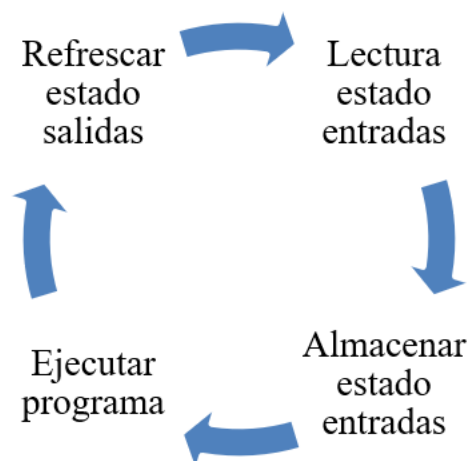 Refrescar
estado
salidas
Lectura
estado
entradas
Almacenar
estado
entradas
Ejecutar
programa